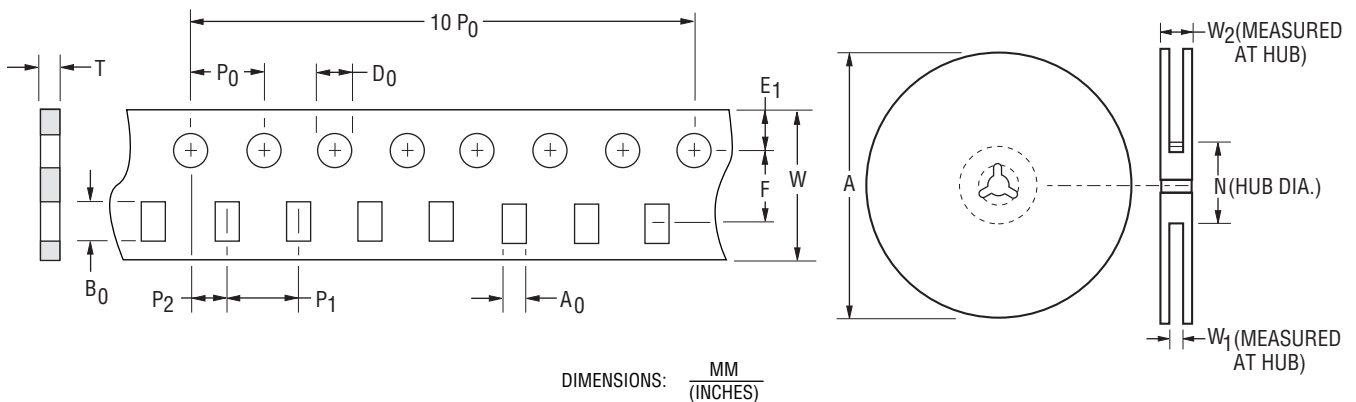 10 P0
P0
D0
T
E1
W
F
B0
P2
P1
A0
A
W2(MEASURED
AT HUB)
N(HUB DIA.)
W1(MEASURED
AT HUB)
DIMENSIONS: MM
(INCHES)